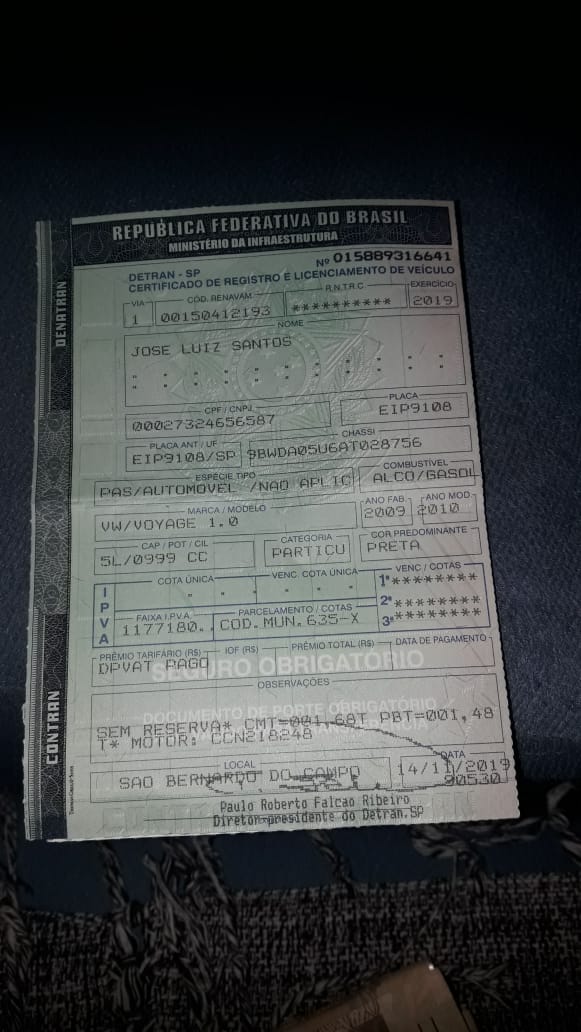 REPÚBLICA FEDERATIVA DO BRASIL
MINISTÉRIO DA INFRAESTRUTURA
DETRAN - SP Nº 015889316641
CERTIFICADO DE REGISTRO E LICENCIAMENTO DE VEÍCULO
VIA CÓD. RENAVAM R.N.T.R.C. EXERCÍCIO
1 00150412193 ********** 2019
NOME
JOSE LUIZ SANTOS
CPF / CNPJ PLACA
00027324656587 EIP9108
PLACA ANT / UF CHASSI
EIP9108/SP 9BWDA05U6AT028756
ESPÉCIE TIPO COMBUSTÍVEL
PAS/AUTOMOVEL /NAO APLIC ALCO/GASOL
MARCA / MODELO ANO FAB. ANO MOD.
VW/VOYAGE 1.0 2009 2010
CAP / POT / CIL CATEGORIA COR PREDOMINANTE
5L/0999 CC PARTICU PRETA
IPVA
COTA ÚNICA VENC. COTA ÚNICA VENC / COTAS
1ª ********
FAIXA I.P.V.A. PARCELAMENTO / COTAS 2ª ********
1177180. COD.MUN.635-X 3ª ********
PRÊMIO TARIFÁRIO (R$) IOF (R$) PRÊMIO TOTAL (R$) DATA DE PAGAMENTO
DPVAT PAGO
SEGURO OBRIGATÓRIO
OBSERVAÇÕES
DOCUMENTO DE PORTE OBRIGATÓRIO
SEM RESERVA* CMT=001,68T PBT=001,48
T* MOTOR: CCN218248
LOCAL DATA
SAO BERNARDO DO CAMPO 14/11/2019
90530
Paulo Roberto Falcao Ribeiro
Diretor-presidente do Detran.SP
DENATRAN
CONTRAN